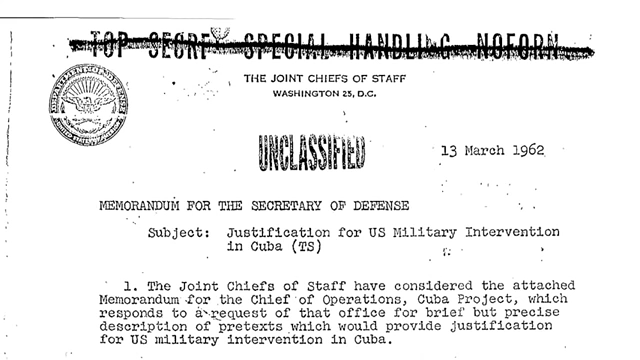 TOP SECRET SPECIAL HANDLING NOFORN
THE JOINT CHIEFS OF STAFF
WASHINGTON 25, D.C.
UNCLASSIFIED
13 March 1962
MEMORANDUM FOR THE SECRETARY OF DEFENSE
Subject: Justification for US Military Intervention
in Cuba (TS)
1. The Joint Chiefs of Staff have considered the attached
Memorandum for the Chief of Operations, Cuba Project, which
responds to a request of that office for brief but precise
description of pretexts which would provide justification
for US military intervention in Cuba.